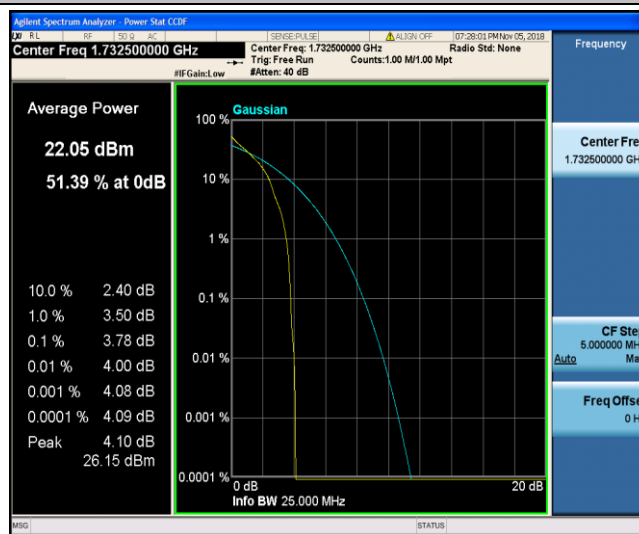 Agilent Spectrum Analyzer - Power Stat CCDF
RL RF 50 Ω AC SENSE:PULSE ALIGN OFF 07:28:01 PM Nov 05, 2018
Center Freq 1.732500000 GHz
Center Freq: 1.732500000 GHz Radio Std: None
Trig: Free Run Counts:1.00 M/1.00 Mpt
#IFGain:Low #Atten: 40 dB
Frequency
Average Power
22.05 dBm
51.39 % at 0dB
10.0 % 2.40 dB
1.0 % 3.50 dB
0.1 % 3.78 dB
0.01 % 4.00 dB
0.001 % 4.08 dB
0.0001 % 4.09 dB
Peak 4.10 dB
26.15 dBm
Gaussian
100 %
10 %
1 %
0.1 %
0.01 %
0.001 %
0.0001 %
0 dB 20 dB
Info BW 25.000 MHz
Center Fre
1.732500000 GH
CF Ste
5.000000 MH
Auto Ma
Freq Offse
0 H
MSG STATUS